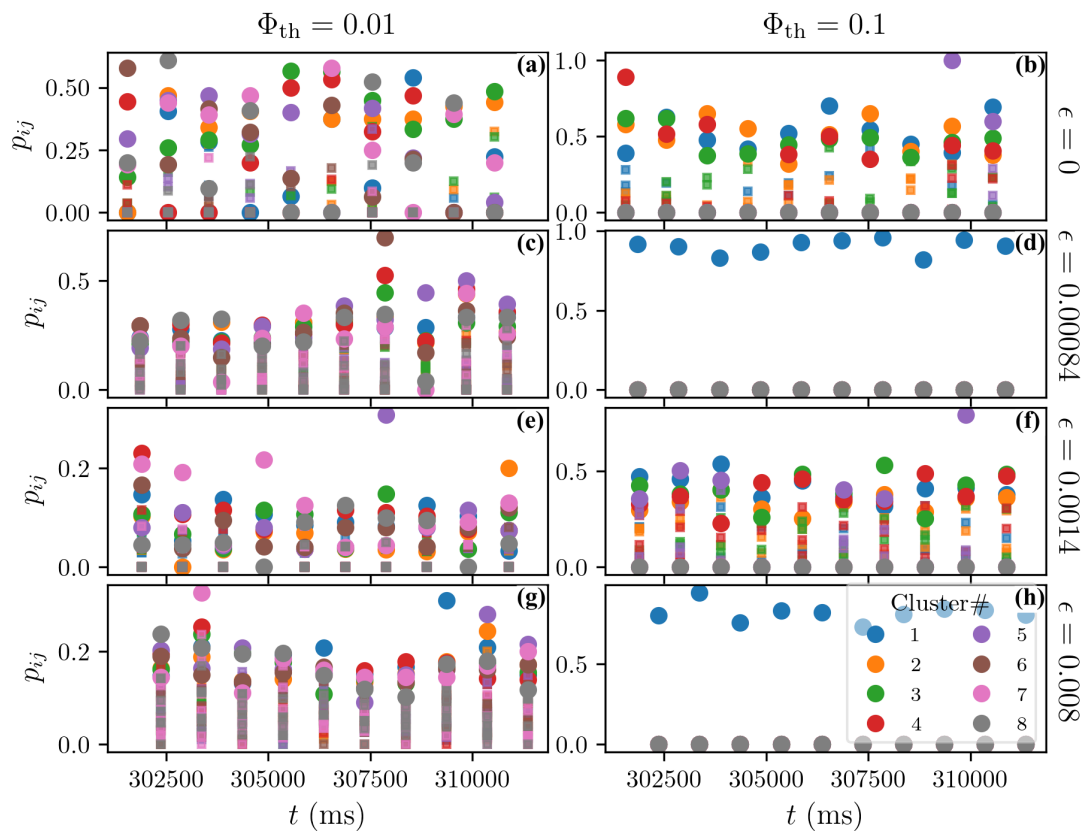 Φth = 0.01
Φth = 0.1
(a)
(b)
0.50
0.25
0.00
pij
1.0
0.5
0.0
ϵ = 0
(c)
(d)
0.5
0.0
pij
1.0
0.5
0.0
ϵ = 0.00084
(e)
(f)
0.2
0.0
pij
0.5
0.0
ϵ = 0.0014
(g)
(h)
0.2
0.0
pij
0.5
0.0
ϵ = 0.008
Cluster#
1
2
3
4
5
6
7
8
302500 305000 307500 310000
302500 305000 307500 310000
t (ms)
t (ms)